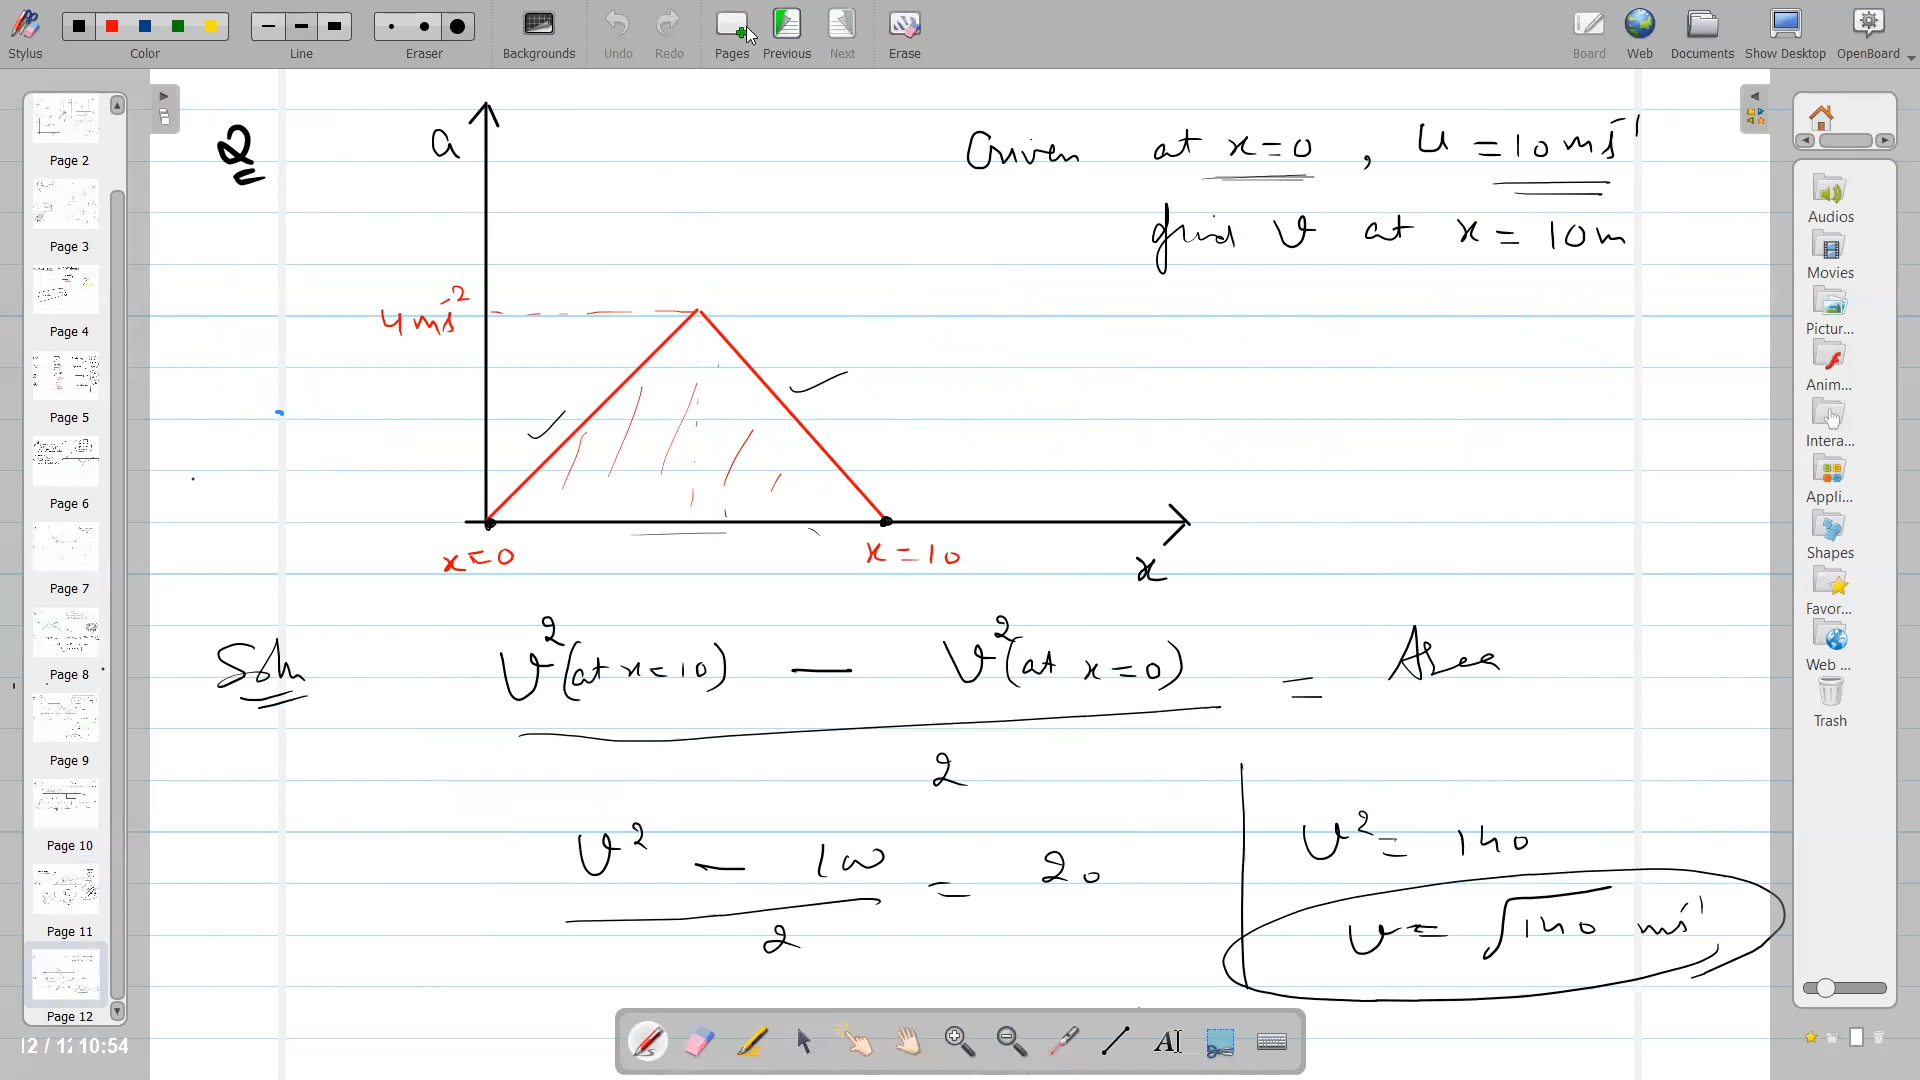 Stylus
Color
Line
Eraser
Backgrounds
Undo
Redo
Pages
Previous
Next
Erase
Board
Web
Documents
Show Desktop
OpenBoard
Page 2
Page 3
Page 4
Page 5
Page 6
Page 7
Page 8
Page 9
Page 10
Page 11
Page 12
Q
a
Given at x=0, u = 10 ms⁻¹
find v at x = 10m
4 ms⁻²
x=0
x = 10
x
Soln
v²(at x=10) — v²(at x=0) = Area
2
v² — 100 = 20
2
v² = 140
v = √140 ms⁻¹
Audios
Movies
Pictur...
Anim...
Intera...
Appli...
Shapes
Favor...
Web ...
Trash
10:54